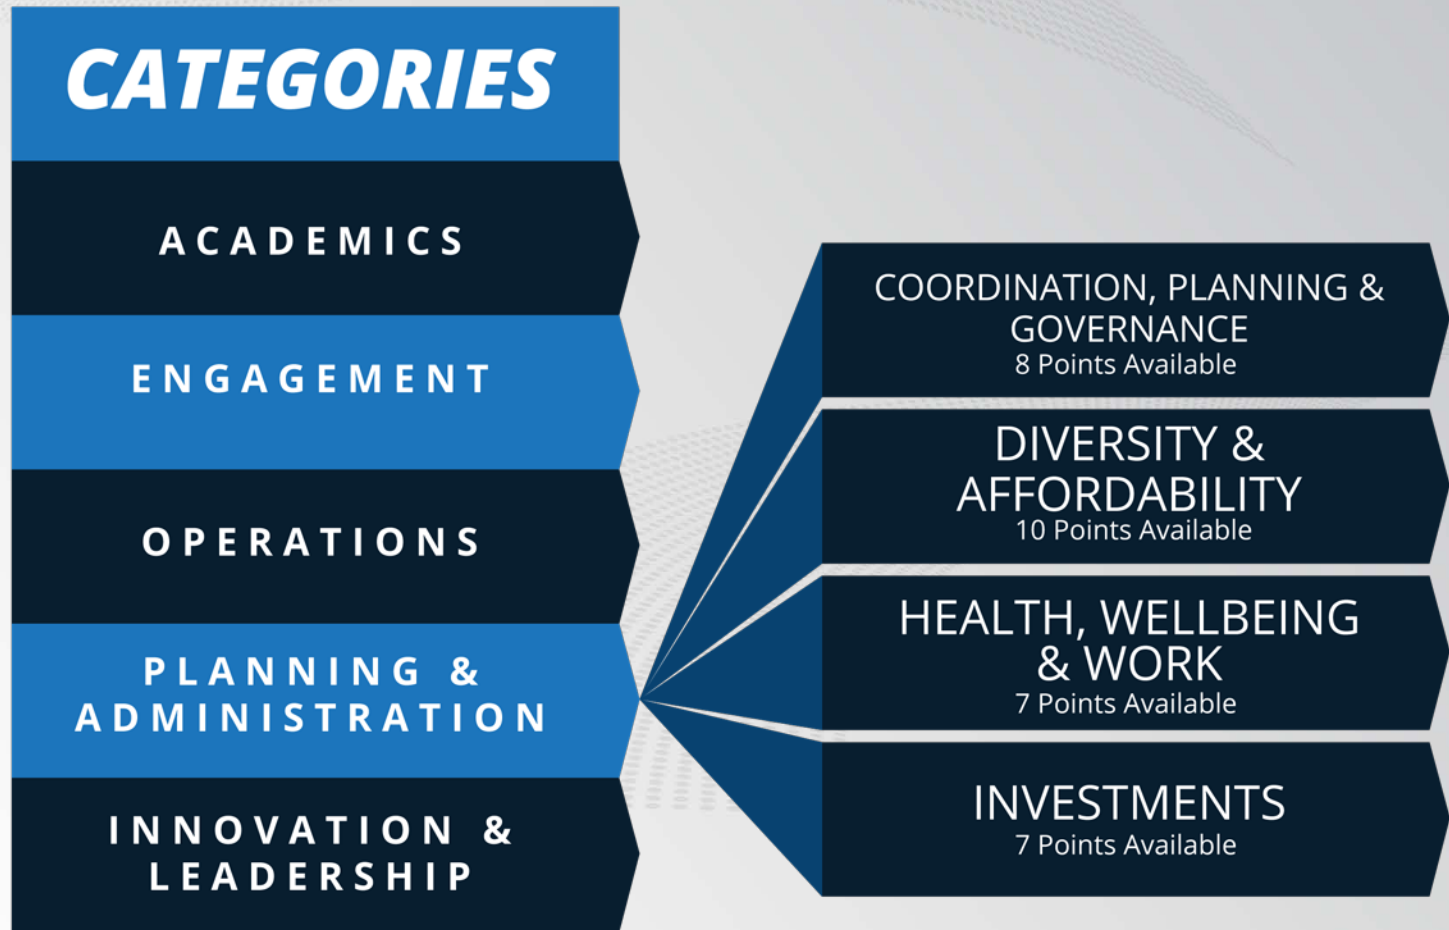 CATEGORIES
ACADEMICS
ENGAGEMENT
OPERATIONS
PLANNING &
ADMINISTRATION
INNOVATION &
LEADERSHIP
COORDINATION, PLANNING &
GOVERNANCE
8 Points Available
DIVERSITY &
AFFORDABILITY
10 Points Available
HEALTH, WELLBEING
& WORK
7 Points Available
INVESTMENTS
7 Points Available